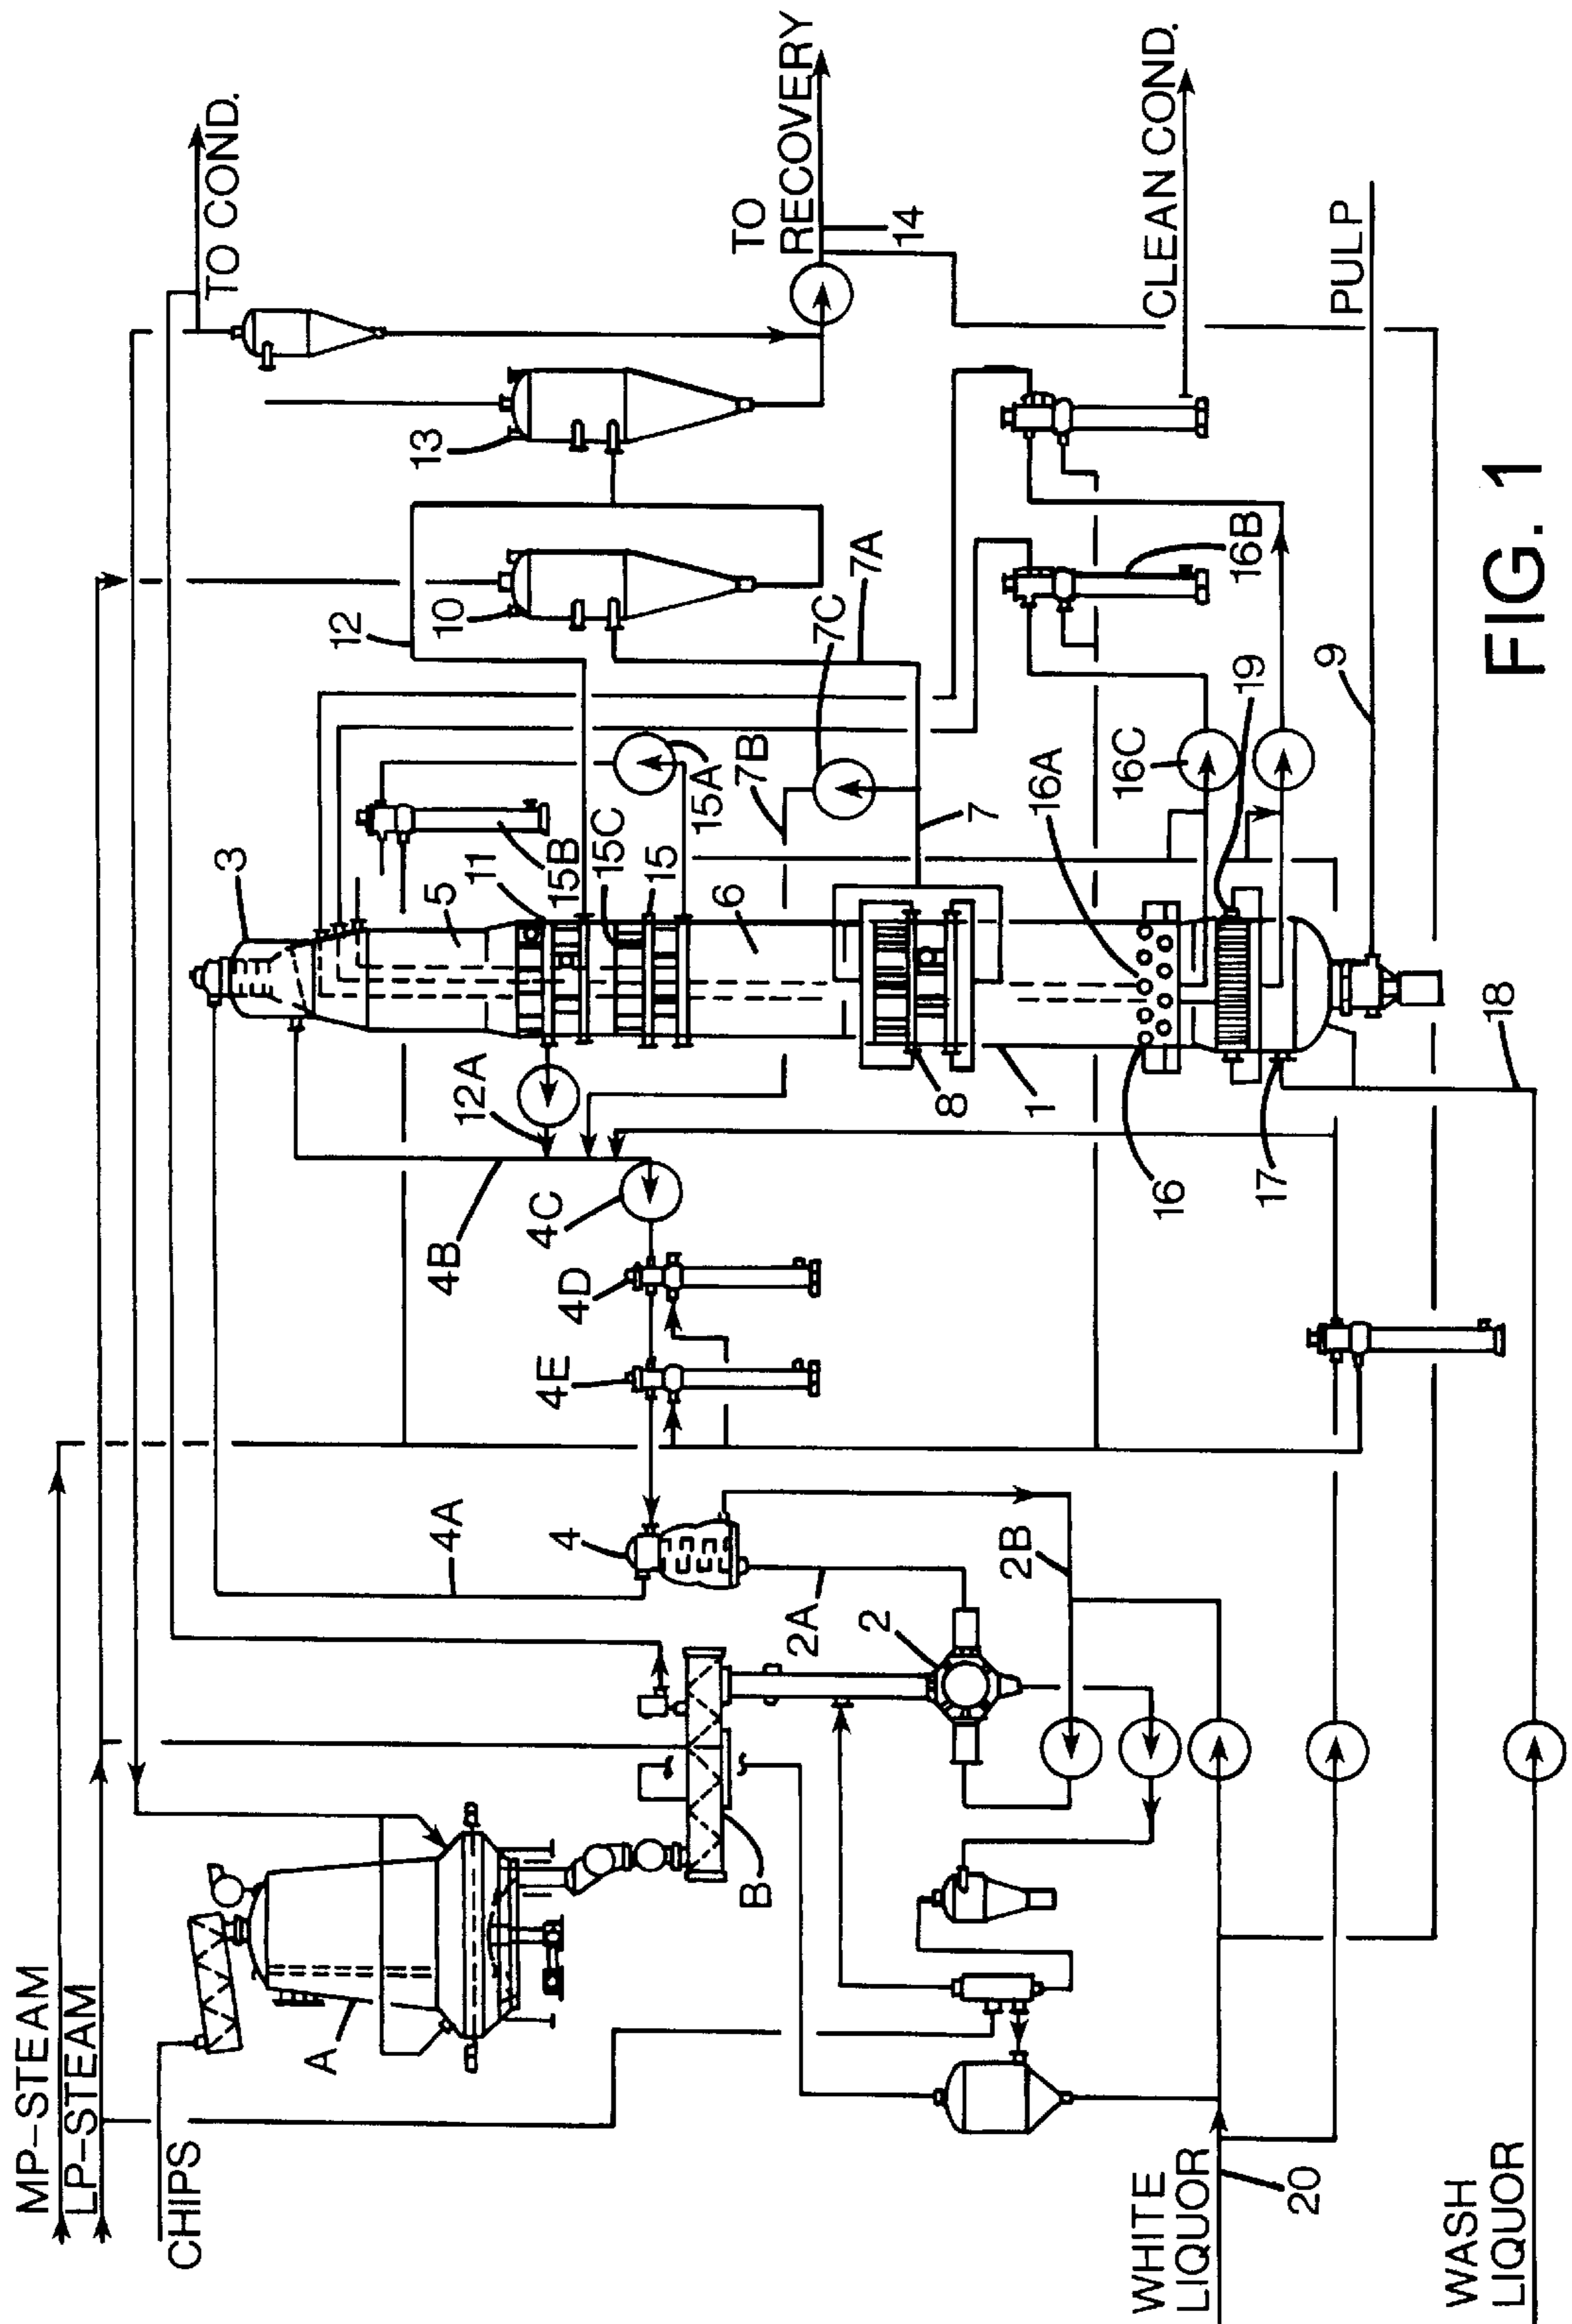 MP-STEAM
LP-STEAM
CHIPS
A
B
WHITE
LIQUOR
20
WASH
LIQUOR
4A
4
2A
2
2B
4E
4D
4C
4B
12A
3
5
11
15B
15C
15
15A
6
7B
7C
7A
7
8
1
12
10
13
TO COND.
TO
RECOVERY
14
CLEAN COND.
PULP
16A
16
16B
16C
17
18
19
9
FIG. 1